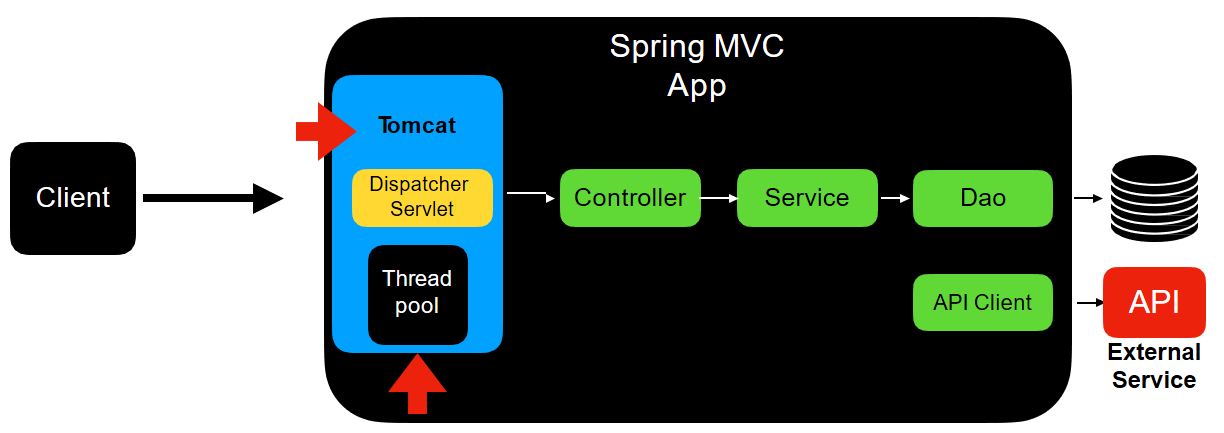 Spring MVC
App
Tomcat
Client
Dispatcher
Servlet
Controller
Service
Dao
Thread
pool
API Client
API
External
Service